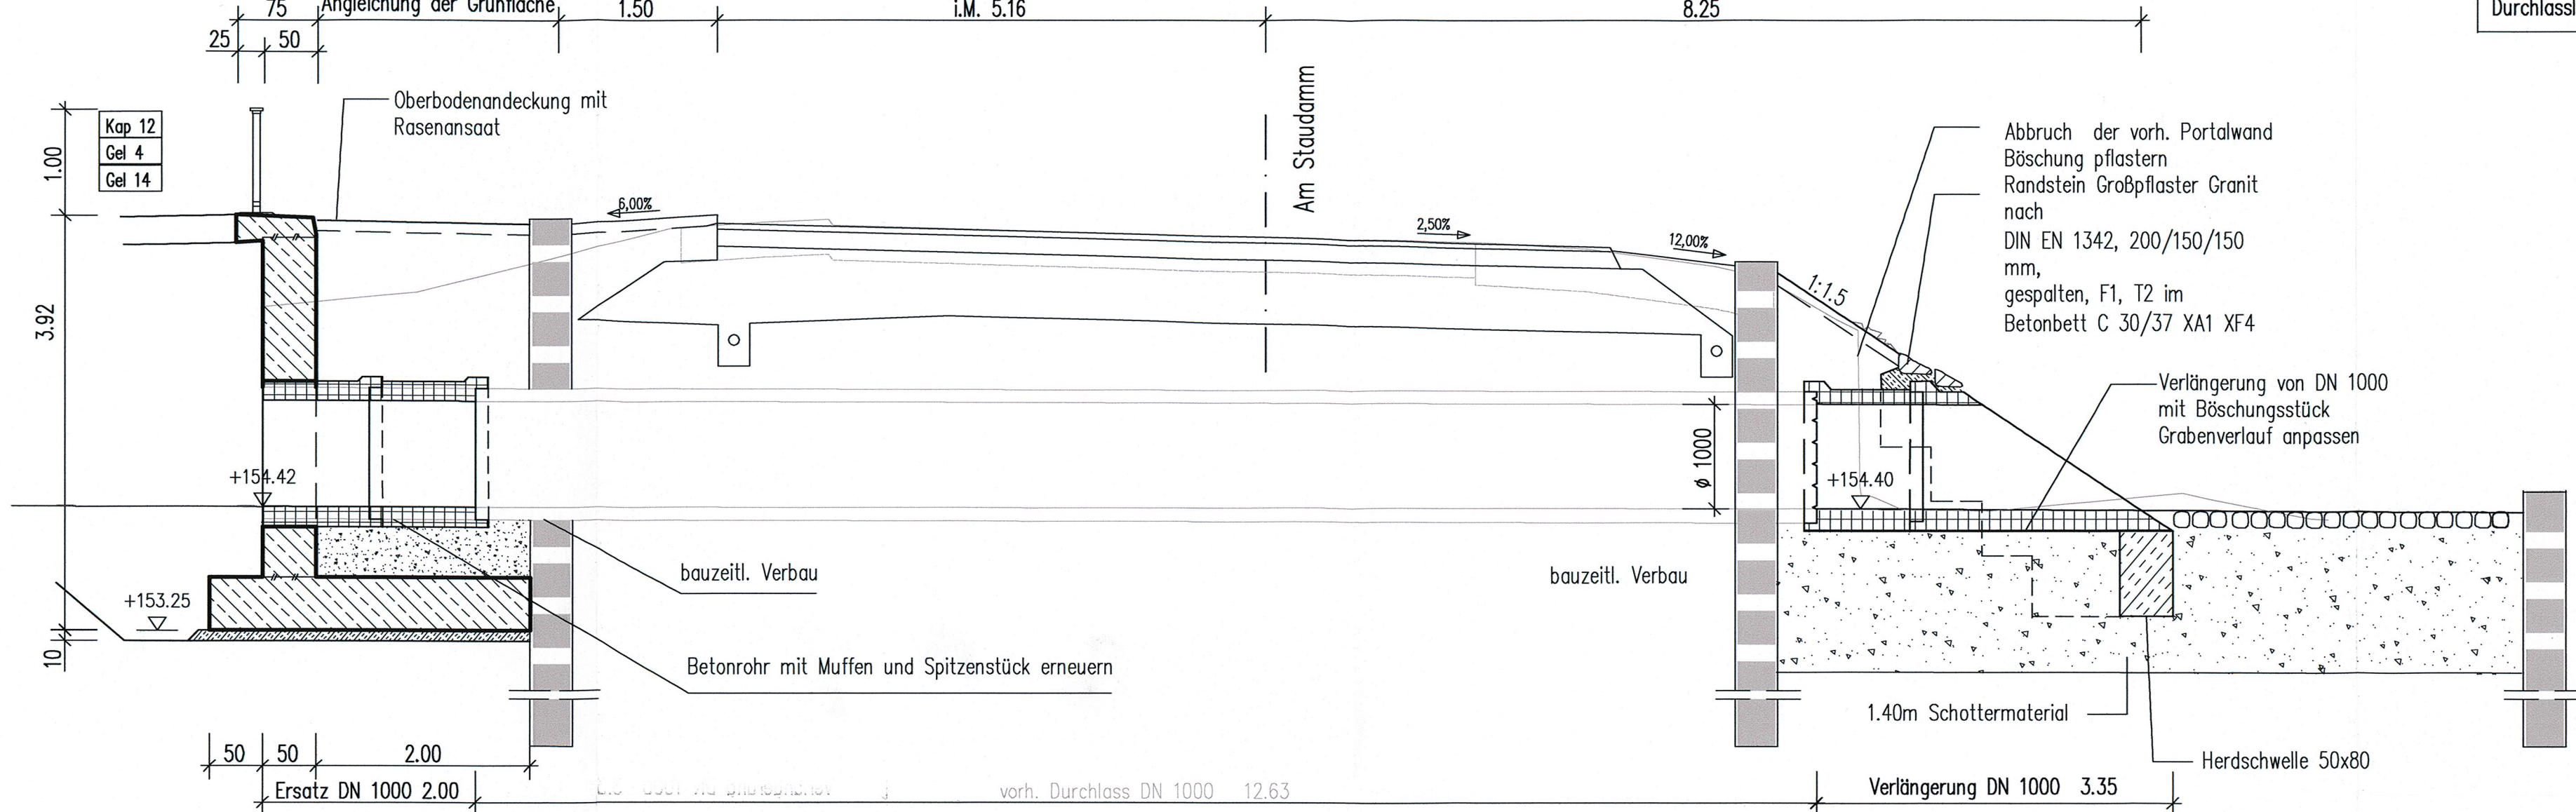 75
Angleichung der Grünfläche
1.50
i.M. 5.16
8.25
25
50
Am Staudamm
Oberbodenandeckung mit
Rasenansaat
Kap 12
Gel 4
Gel 14
1.00
3.92
10
6,00%
2,50%
12,00%
1:1.5
Abbruch der vorh. Portalwand
Böschung pflastern
Randstein Großpflaster Granit
nach
DIN EN 1342, 200/150/150
mm,
gespalten, F1, T2 im
Betonbett C 30/37 XA1 XF4
Verlängerung von DN 1000
mit Böschungsstück
Grabenverlauf anpassen
+154.42
ø 1000
+154.40
+153.25
bauzeitl. Verbau
bauzeitl. Verbau
Betonrohr mit Muffen und Spitzenstück erneuern
1.40m Schottermaterial
Herdschwelle 50x80
50
50
2.00
Ersatz DN 1000 2.00
vorh. Durchlass DN 1000 12.63
Verlängerung DN 1000 3.35